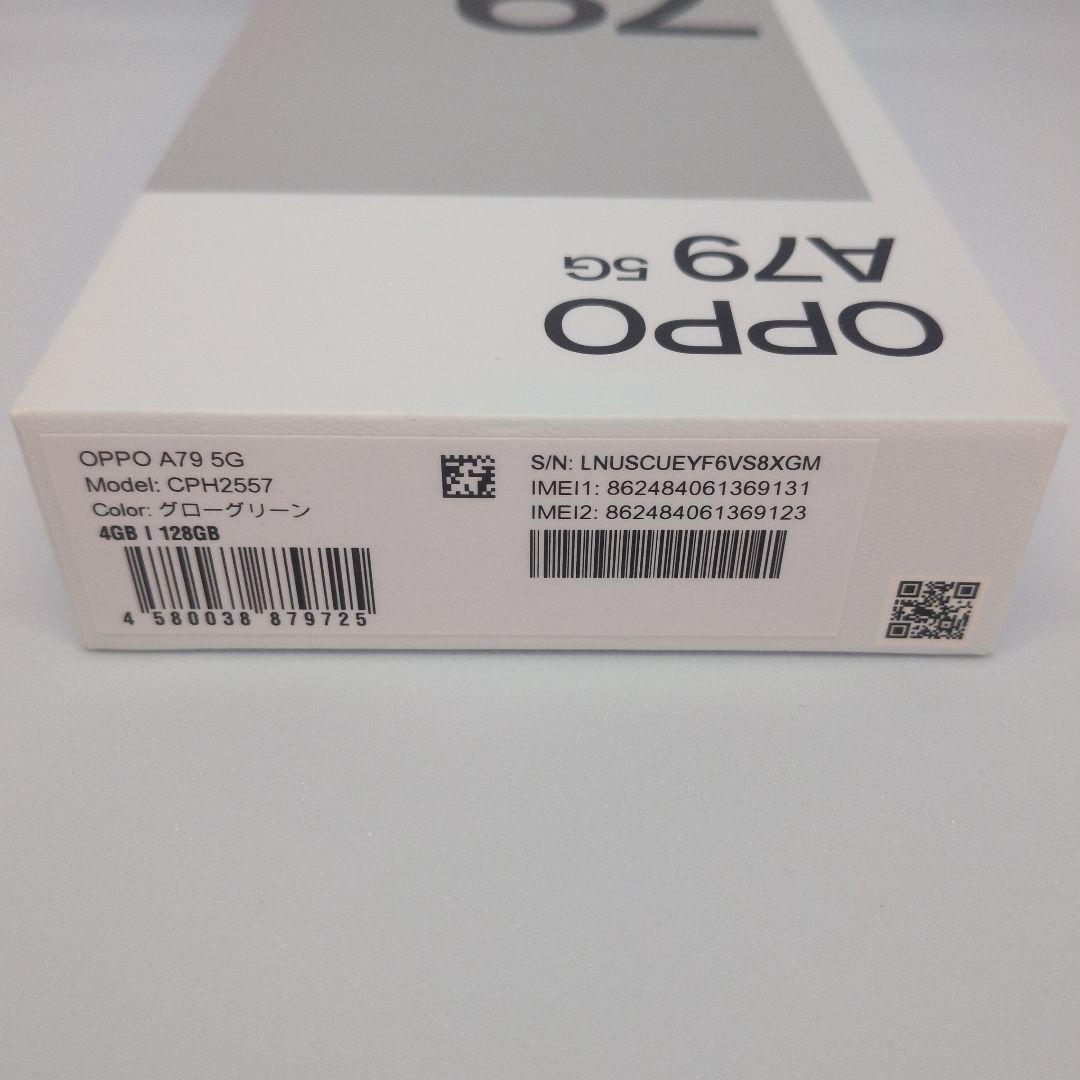 79
A79 5G
OPPO
OPPO A79 5G
Model: CPH2557
Color: グローグリーン
4GB | 128GB
4 580038 879725
S/N: LNUSCUEYF6VS8XGM
IMEI1: 862484061369131
IMEI2: 862484061369123